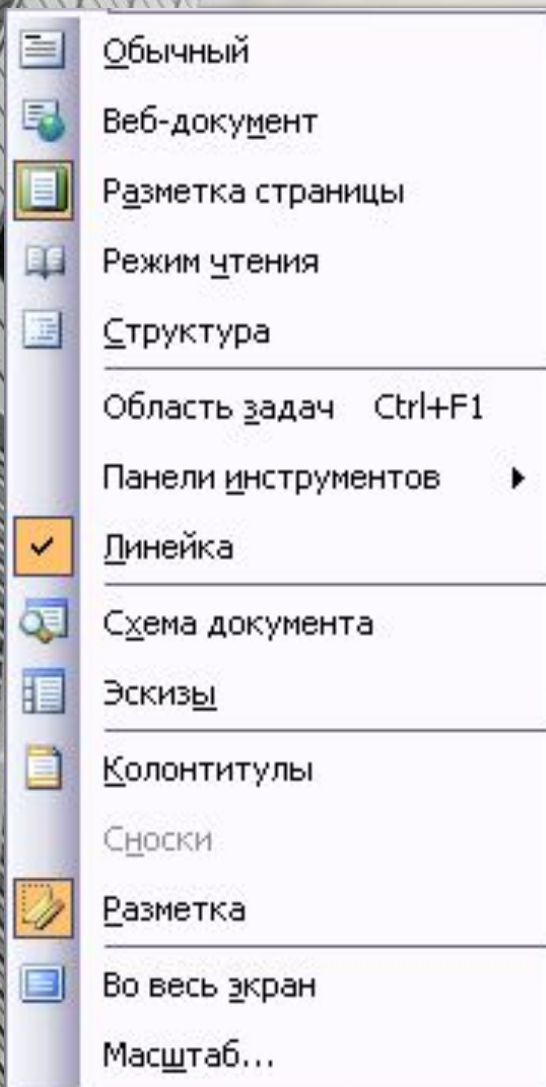 Обычный
Веб-документ
Разметка страницы
Режим чтения
Структура
Область задач Ctrl+F1
Панели инструментов
Линейка
Схема документа
Эскизы
Колонтитулы
Сноски
Разметка
Во весь экран
Масштаб...